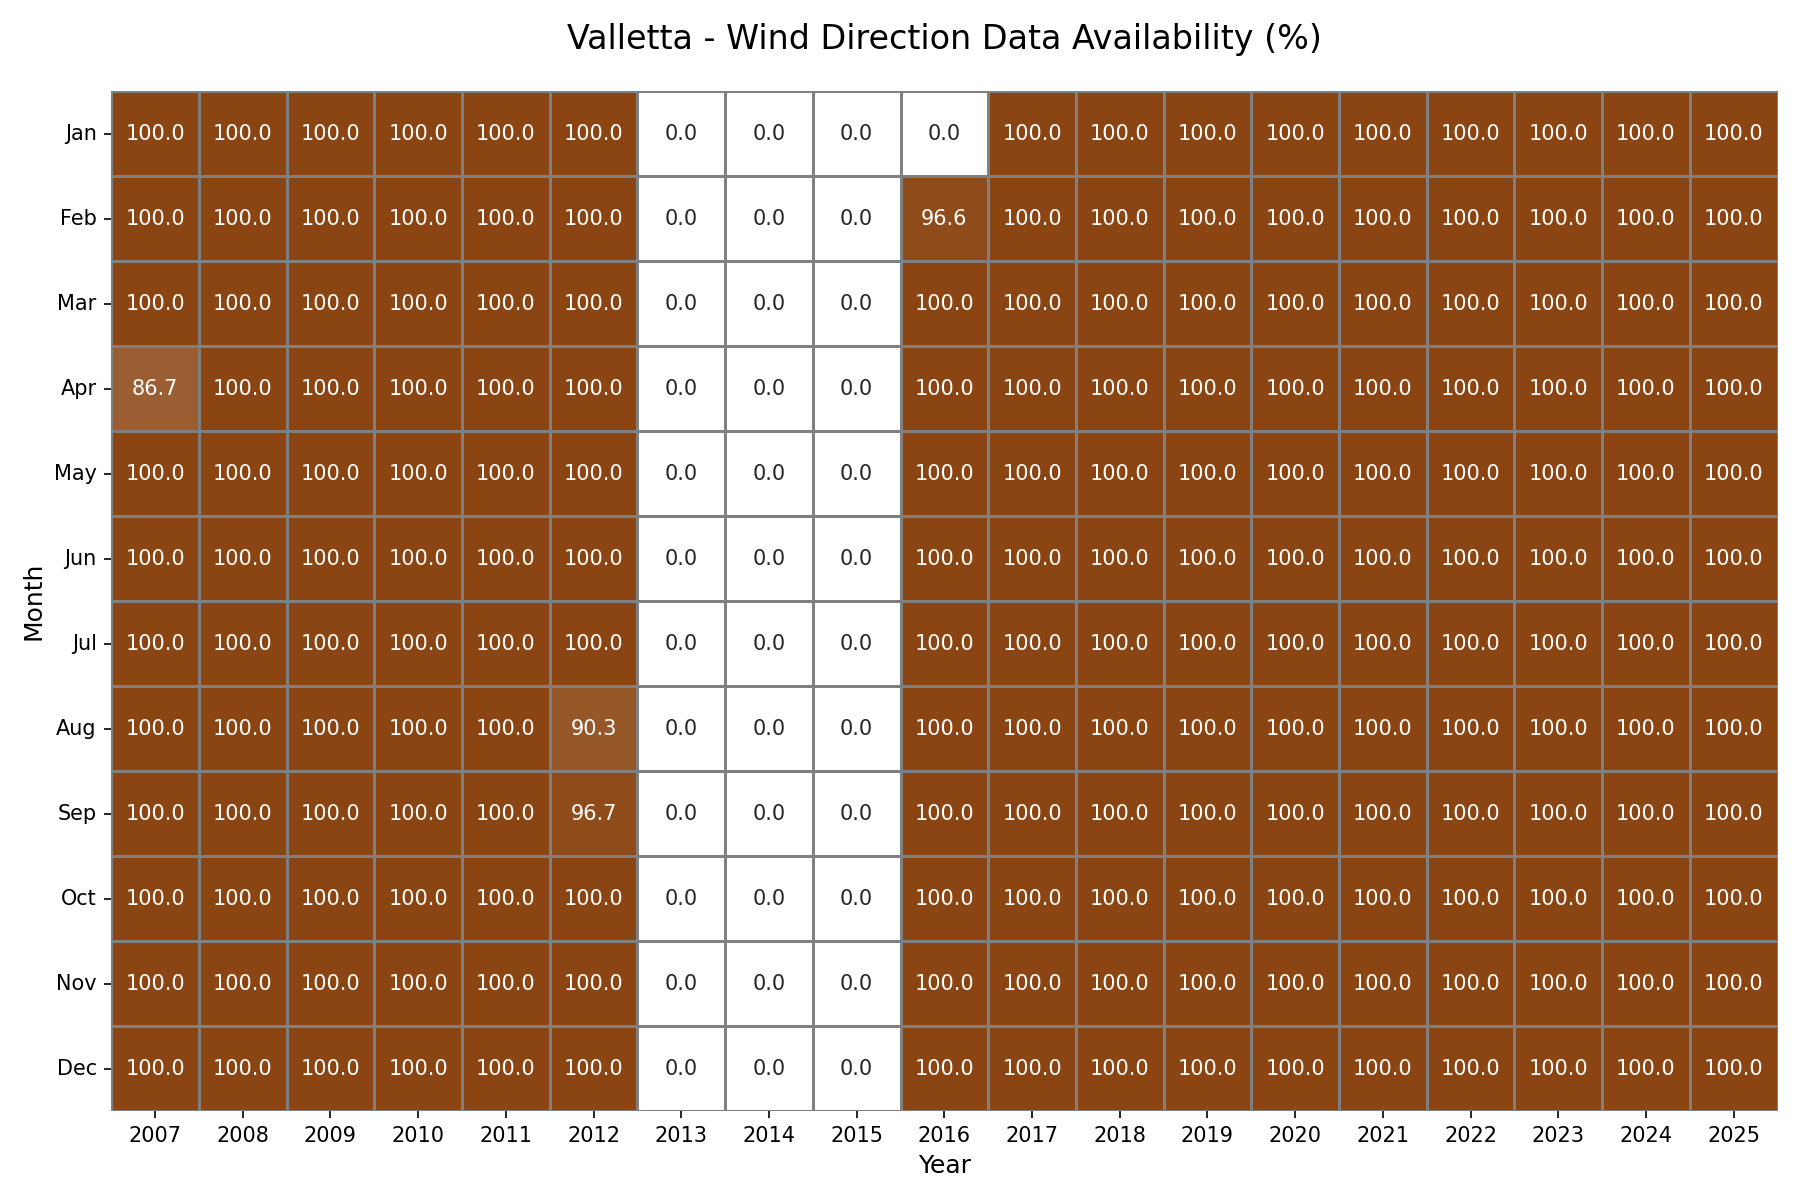 Valletta - Wind Direction Data Availability (%)
Jan 100.0 100.0 100.0 100.0 100.0 100.0 0.0 0.0 0.0 0.0 100.0 100.0 100.0 100.0 100.0 100.0 100.0 100.0 100.0
Feb 100.0 100.0 100.0 100.0 100.0 100.0 0.0 0.0 0.0 96.6 100.0 100.0 100.0 100.0 100.0 100.0 100.0 100.0 100.0
Mar 100.0 100.0 100.0 100.0 100.0 100.0 0.0 0.0 0.0 100.0 100.0 100.0 100.0 100.0 100.0 100.0 100.0 100.0 100.0
Apr 86.7 100.0 100.0 100.0 100.0 100.0 0.0 0.0 0.0 100.0 100.0 100.0 100.0 100.0 100.0 100.0 100.0 100.0 100.0
May 100.0 100.0 100.0 100.0 100.0 100.0 0.0 0.0 0.0 100.0 100.0 100.0 100.0 100.0 100.0 100.0 100.0 100.0 100.0
Jun 100.0 100.0 100.0 100.0 100.0 100.0 0.0 0.0 0.0 100.0 100.0 100.0 100.0 100.0 100.0 100.0 100.0 100.0 100.0
Jul 100.0 100.0 100.0 100.0 100.0 100.0 0.0 0.0 0.0 100.0 100.0 100.0 100.0 100.0 100.0 100.0 100.0 100.0 100.0
Aug 100.0 100.0 100.0 100.0 100.0 90.3 0.0 0.0 0.0 100.0 100.0 100.0 100.0 100.0 100.0 100.0 100.0 100.0 100.0
Sep 100.0 100.0 100.0 100.0 100.0 96.7 0.0 0.0 0.0 100.0 100.0 100.0 100.0 100.0 100.0 100.0 100.0 100.0 100.0
Oct 100.0 100.0 100.0 100.0 100.0 100.0 0.0 0.0 0.0 100.0 100.0 100.0 100.0 100.0 100.0 100.0 100.0 100.0 100.0
Nov 100.0 100.0 100.0 100.0 100.0 100.0 0.0 0.0 0.0 100.0 100.0 100.0 100.0 100.0 100.0 100.0 100.0 100.0 100.0
Dec 100.0 100.0 100.0 100.0 100.0 100.0 0.0 0.0 0.0 100.0 100.0 100.0 100.0 100.0 100.0 100.0 100.0 100.0 100.0
2007 2008 2009 2010 2011 2012 2013 2014 2015 2016 2017 2018 2019 2020 2021 2022 2023 2024 2025
Year
Month